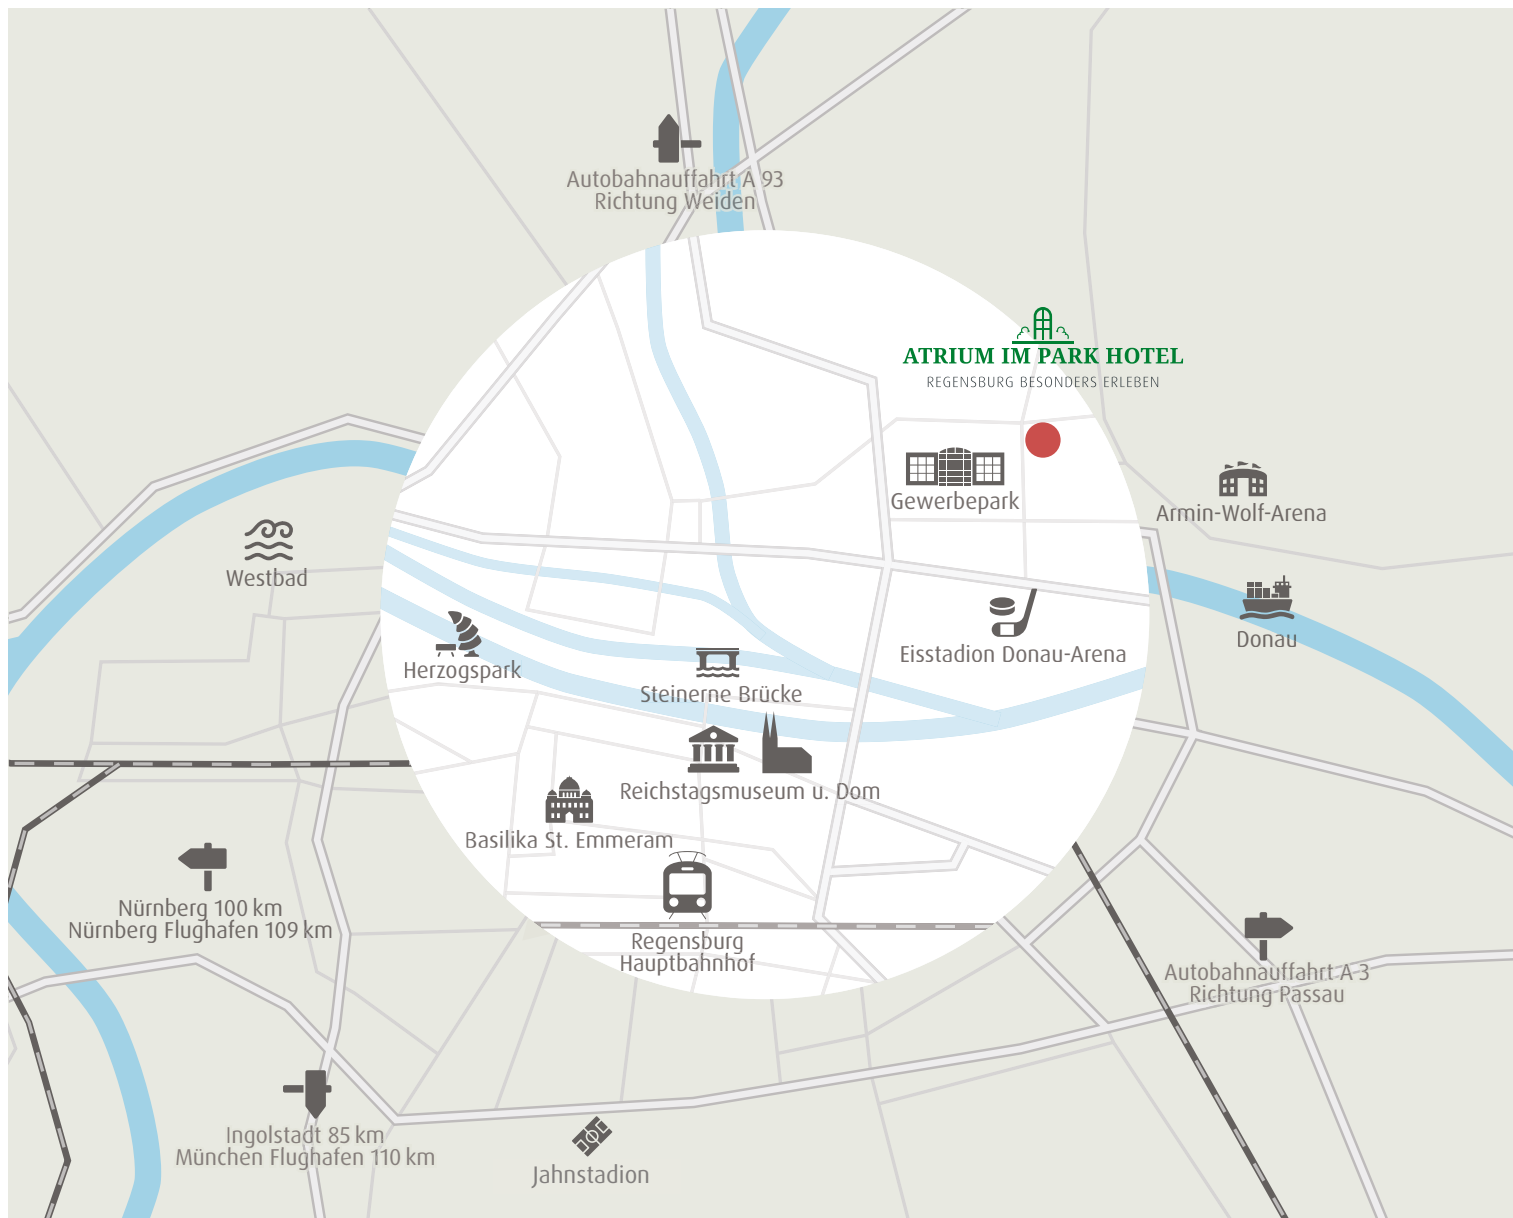 Autobahnauffahrt A 93
Richtung Weiden
ATRIUM IM PARK HOTEL
REGENSBURG BESONDERS ERLEBEN
Gewerbepark
Armin-Wolf-Arena
Westbad
Donau
Herzogspark
Eisstadion Donau-Arena
Steinerne Brücke
Reichstagsmuseum u. Dom
Basilika St. Emmeram
Nürnberg 100 km
Nürnberg Flughafen 109 km
Regensburg
Hauptbahnhof
Autobahnauffahrt A 3
Richtung Passau
Ingolstadt 85 km
München Flughafen 110 km
Jahnstadion